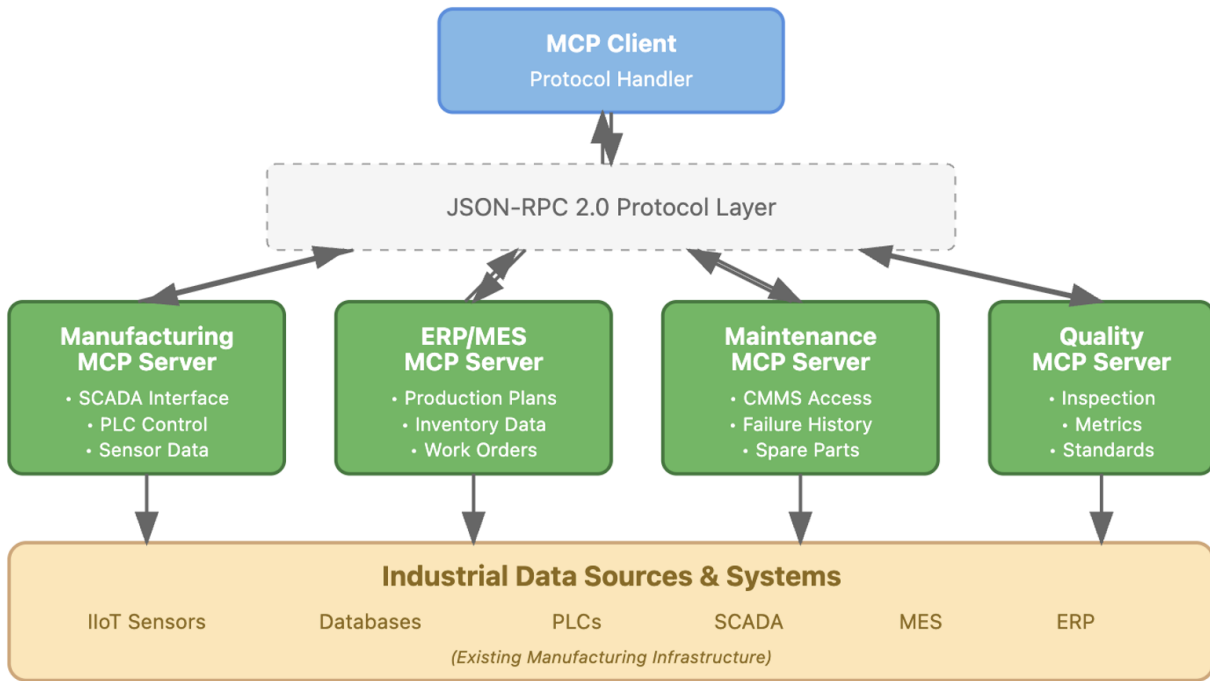 MCP Client
Protocol Handler
JSON-RPC 2.0 Protocol Layer
Manufacturing
MCP Server
• SCADA Interface
• PLC Control
• Sensor Data
ERP/MES
MCP Server
• Production Plans
• Inventory Data
• Work Orders
Maintenance
MCP Server
• CMMS Access
• Failure History
• Spare Parts
Quality
MCP Server
• Inspection
• Metrics
• Standards
Industrial Data Sources & Systems
IIoT Sensors
Databases
PLCs
SCADA
MES
ERP
(Existing Manufacturing Infrastructure)